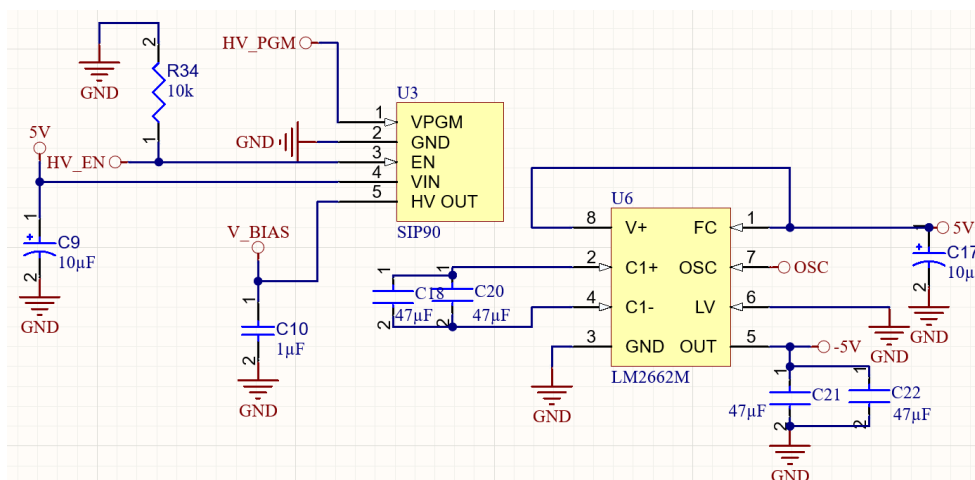 HV_PGM
2
R34
10k
1
GND
U3
1 VPGM
GND 2 GND
5V
HV_EN 3 EN
4 VIN
5 HV OUT
SIP90
1
C9
10µF
2
GND
V_BIAS
1
C10
1µF
2
GND
U6
8 V+ FC 1 5V
2 C1+ OSC 7 OSC
4 C1- LV 6
3 GND OUT 5 -5V
LM2662M
GND
1 1
C18 C20
47µF 47µF
2 2
C17
10µ
2
GND
GND
1 1
C21 C22
47µF 47µF
2 2
GND